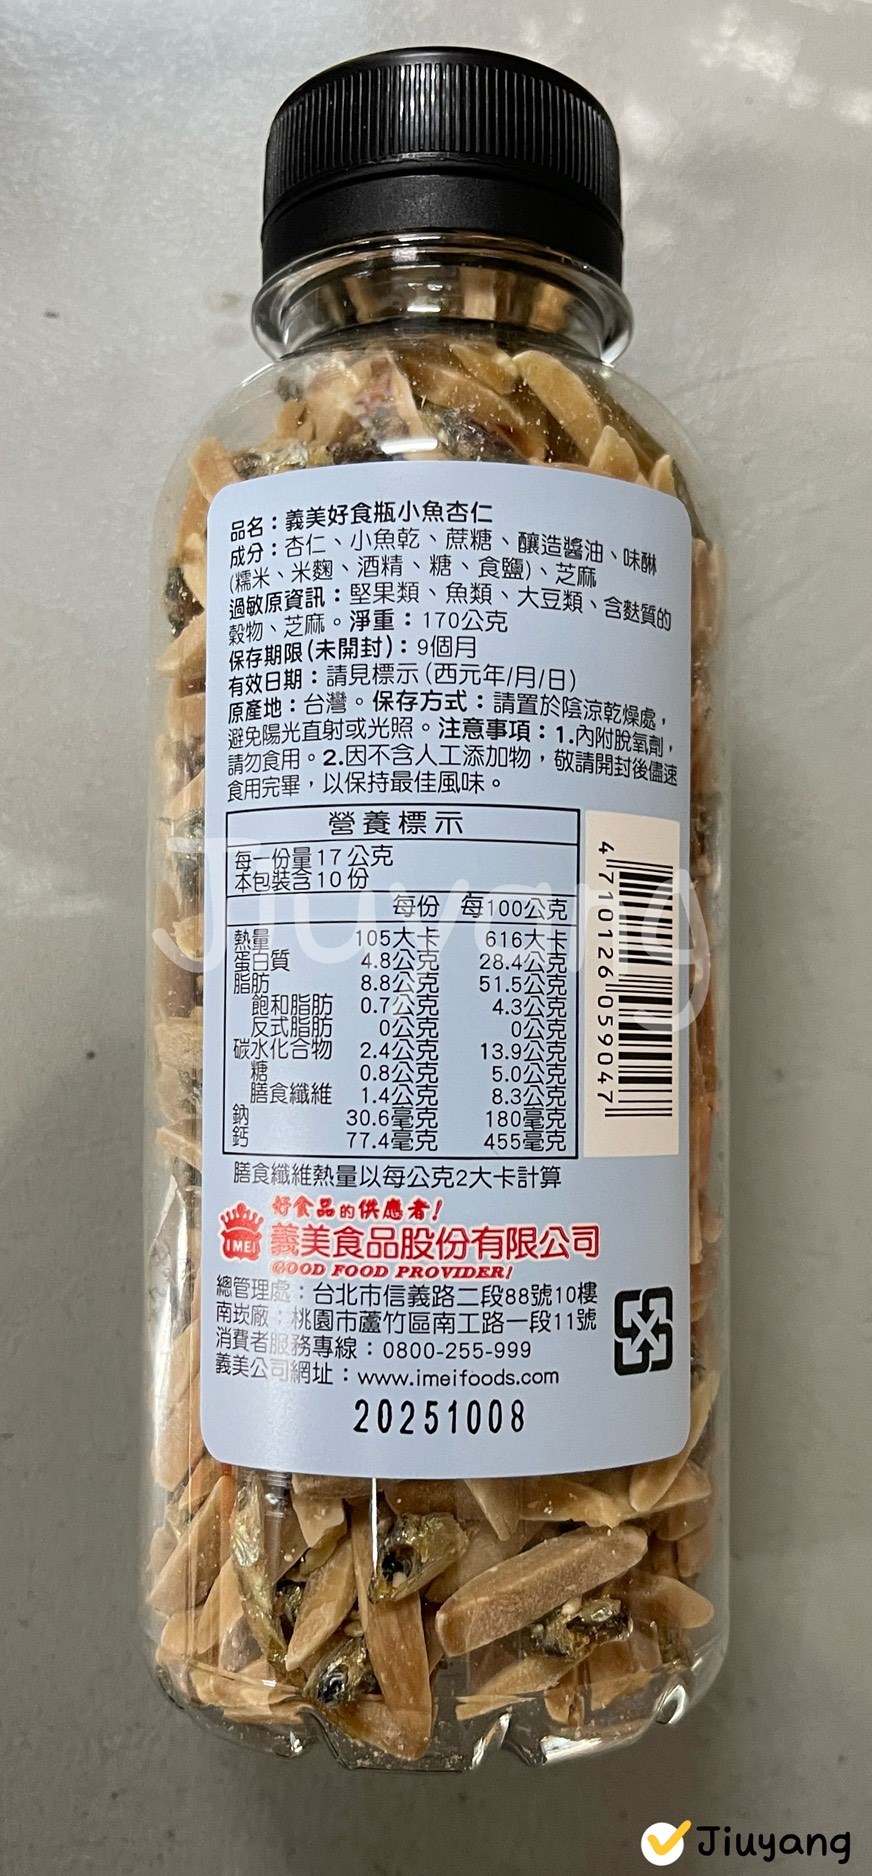 品名：義美好食瓶小魚杏仁
成分：杏仁、小魚乾、蔗糖、釀造醬油、味醂
(糯米、米麴、酒精、糖、食鹽)、芝麻
過敏原資訊：堅果類、魚類、大豆類、含麩質的
穀物、芝麻。淨重：170公克
保存期限(未開封)：9個月
有效日期：請見標示(西元年/月/日)
原產地：台灣。保存方式：請置於陰涼乾燥處，
避免陽光直射或光照。注意事項：1.內附脫氧劑，
請勿食用。2.因不含人工添加物，敬請開封後儘速
食用完畢，以保持最佳風味。
營養標示
每一份量17公克
本包裝含10份
每份 每100公克
熱量 105大卡 616大卡
蛋白質 4.8公克 28.4公克
脂肪 8.8公克 51.5公克
飽和脂肪 0.7公克 4.3公克
反式脂肪 0公克 0公克
碳水化合物 2.4公克 13.9公克
糖 0.8公克 5.0公克
膳食纖維 1.4公克 8.3公克
鈉 30.6毫克 180毫克
鈣 77.4毫克 455毫克
4710126059047
膳食纖維熱量以每公克2大卡計算
好食品的供應者!
IMEI 義美食品股份有限公司
GOOD FOOD PROVIDER!
總管理處：台北市信義路二段88號10樓
南崁廠：桃園市蘆竹區南工路一段11號
消費者服務專線：0800-255-999
義美公司網址：www.imeifoods.com
20251008
Jiuyang
Jiuyang